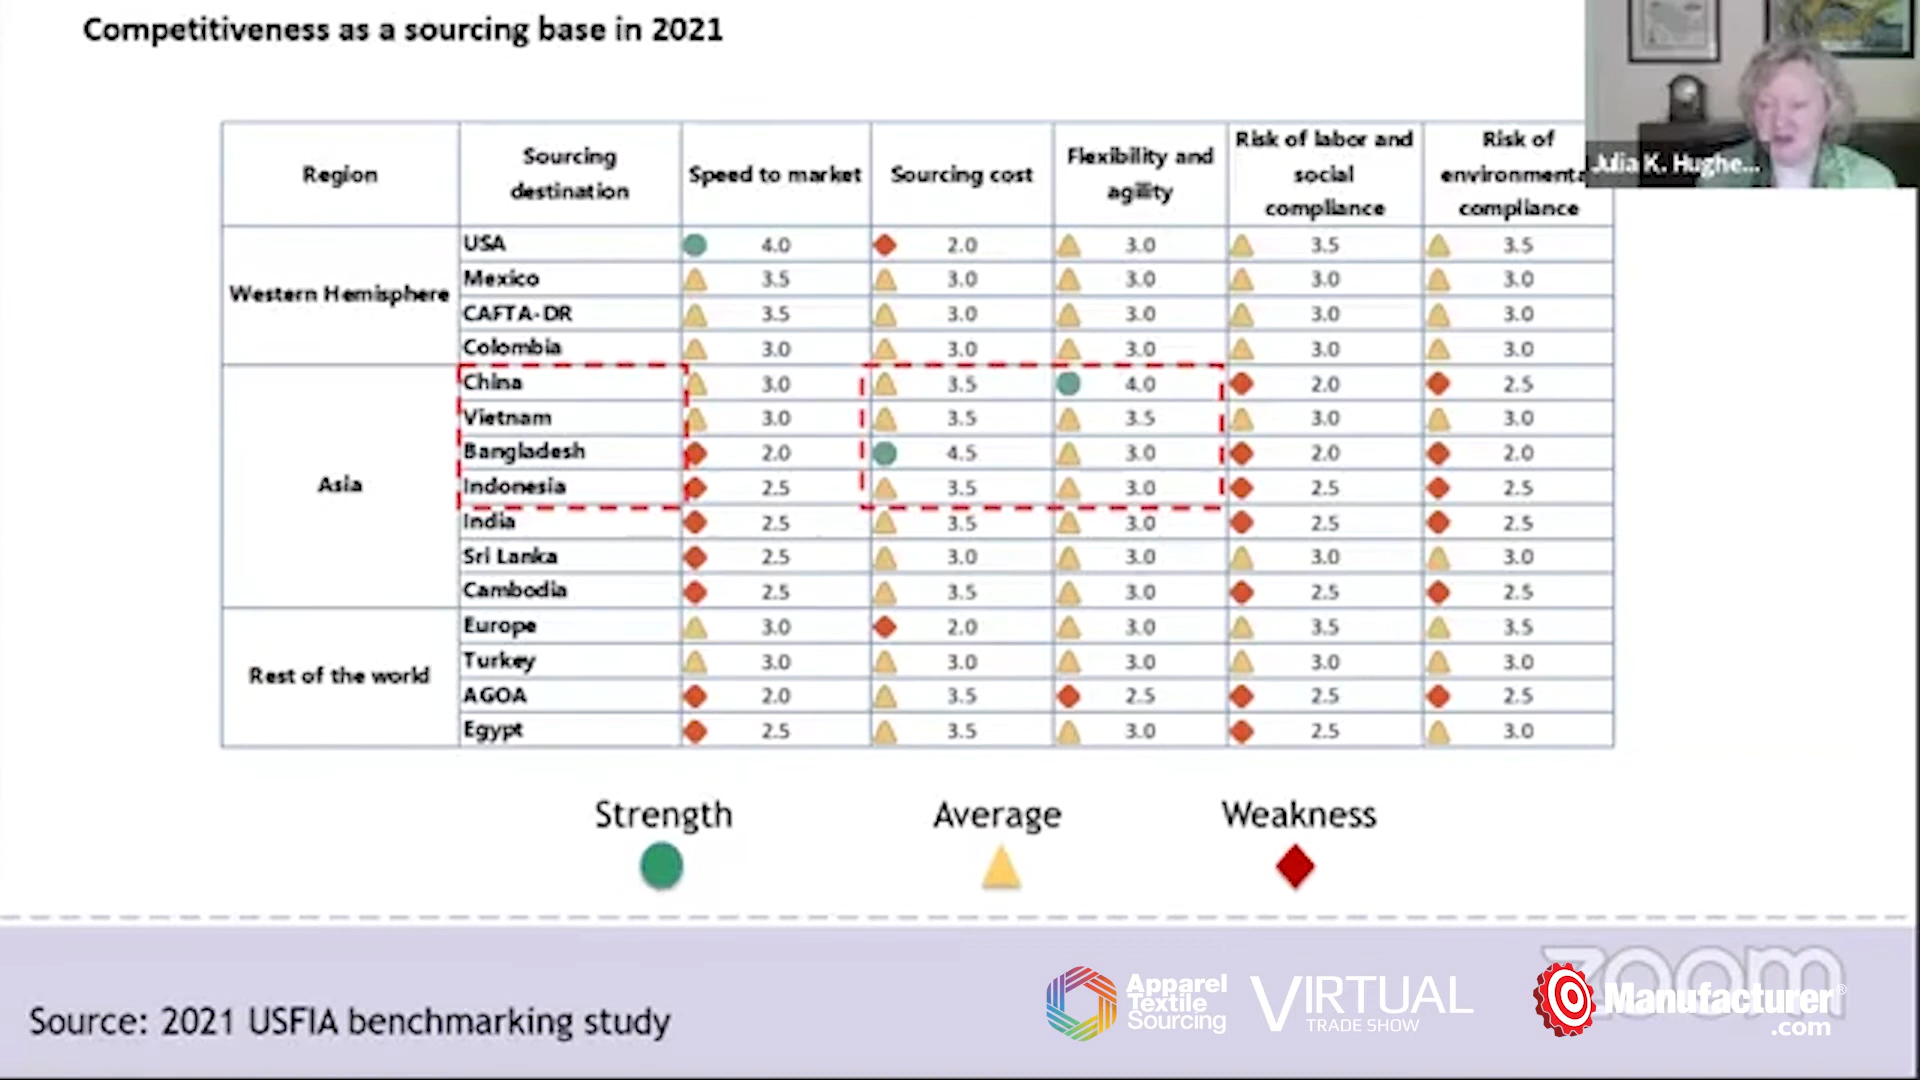 Competitiveness as a sourcing base in 2021
Julia K. Hughe...
Region
Sourcing
destination
Speed to market
Sourcing cost
Flexibility and
agility
Risk of labor and
social
compliance
Risk of
environmenta
compliance
Western Hemisphere
USA 4.0 2.0 3.0 3.5 3.5
Mexico 3.5 3.0 3.0 3.0 3.0
CAFTA-DR 3.5 3.0 3.0 3.0 3.0
Colombia 3.0 3.0 3.0 3.0 3.0
Asia
China 3.0 3.5 4.0 2.0 2.5
Vietnam 3.0 3.5 3.5 3.0 3.0
Bangladesh 2.0 4.5 3.0 2.0 2.0
Indonesia 2.5 3.5 3.0 2.5 2.5
India 2.5 3.5 3.0 2.5 2.5
Sri Lanka 2.5 3.0 3.0 3.0 3.0
Cambodia 2.5 3.5 3.0 2.5 2.5
Rest of the world
Europe 3.0 2.0 3.0 3.5 3.5
Turkey 3.0 3.0 3.0 3.0 3.0
AGOA 2.0 3.5 2.5 2.5 2.5
Egypt 2.5 3.5 3.0 2.5 3.0
Strength
Average
Weakness
Source: 2021 USFIA benchmarking study
Apparel
Textile
Sourcing
VIRTUAL
TRADE SHOW
zoom
Manufacturer®
.com